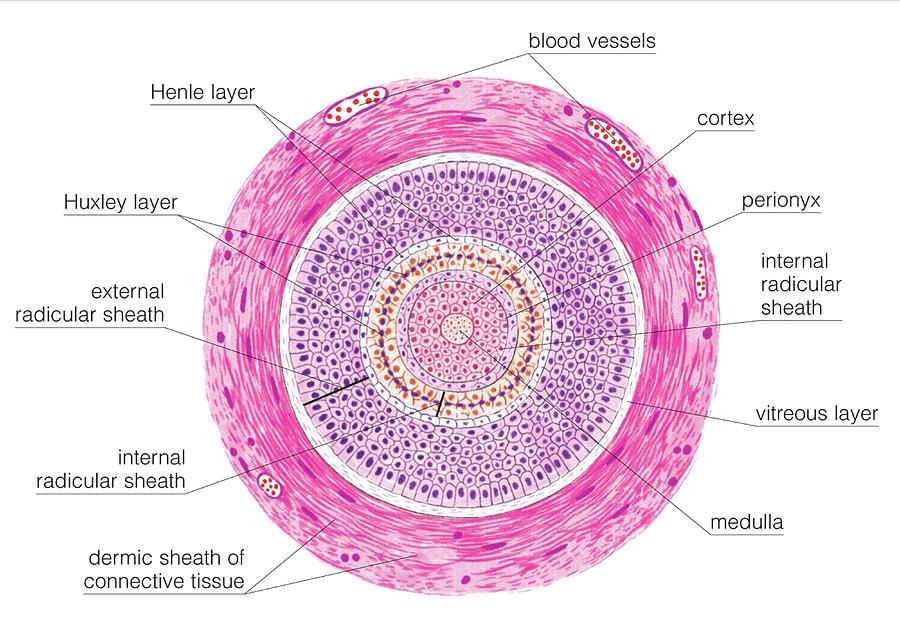 blood vessels
Henle layer
cortex
Huxley layer
perionyx
internal
radicular
sheath
external
radicular sheath
vitreous layer
internal
radicular sheath
medulla
dermic sheath of
connective tissue